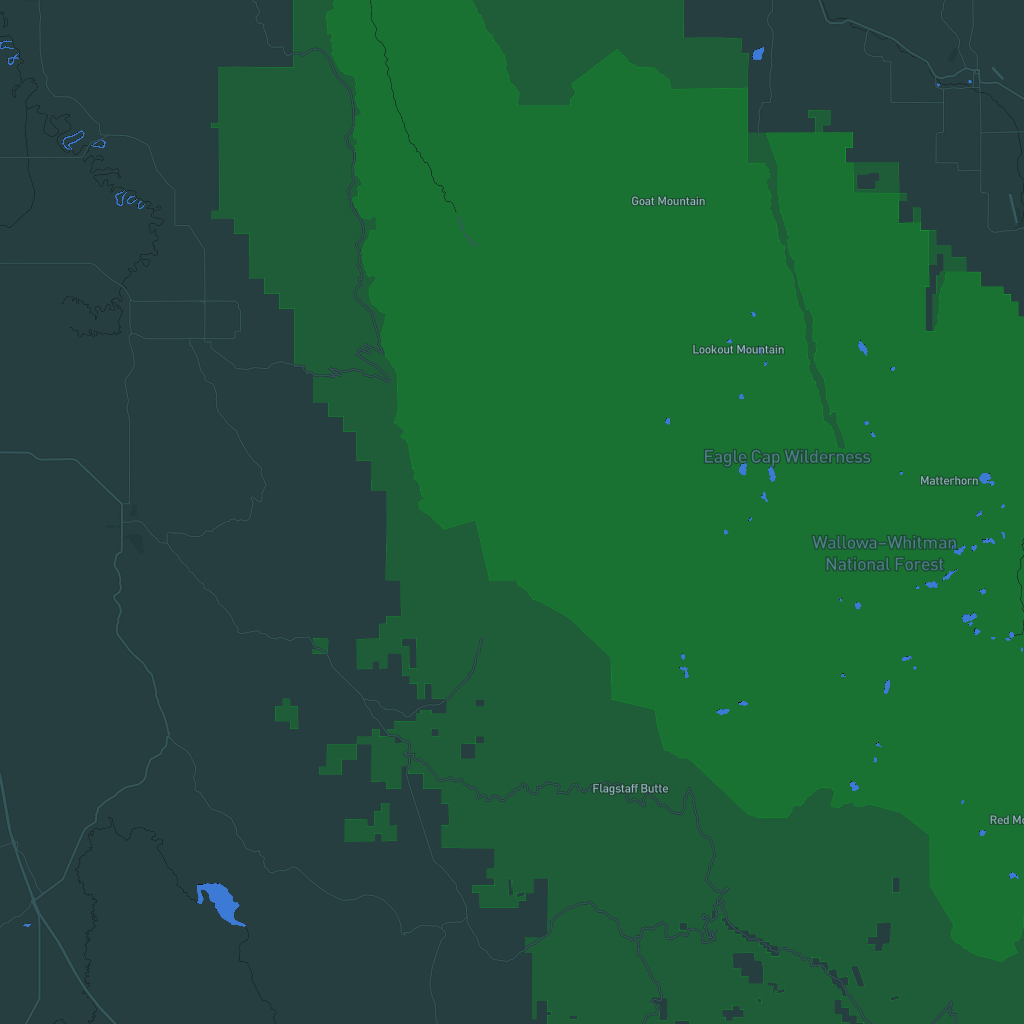 Goat Mountain
Lookout Mountain
Eagle Cap Wilderness
Matterhorn
Wallowa-Whitman
National Forest
Flagstaff Butte
Red Mo